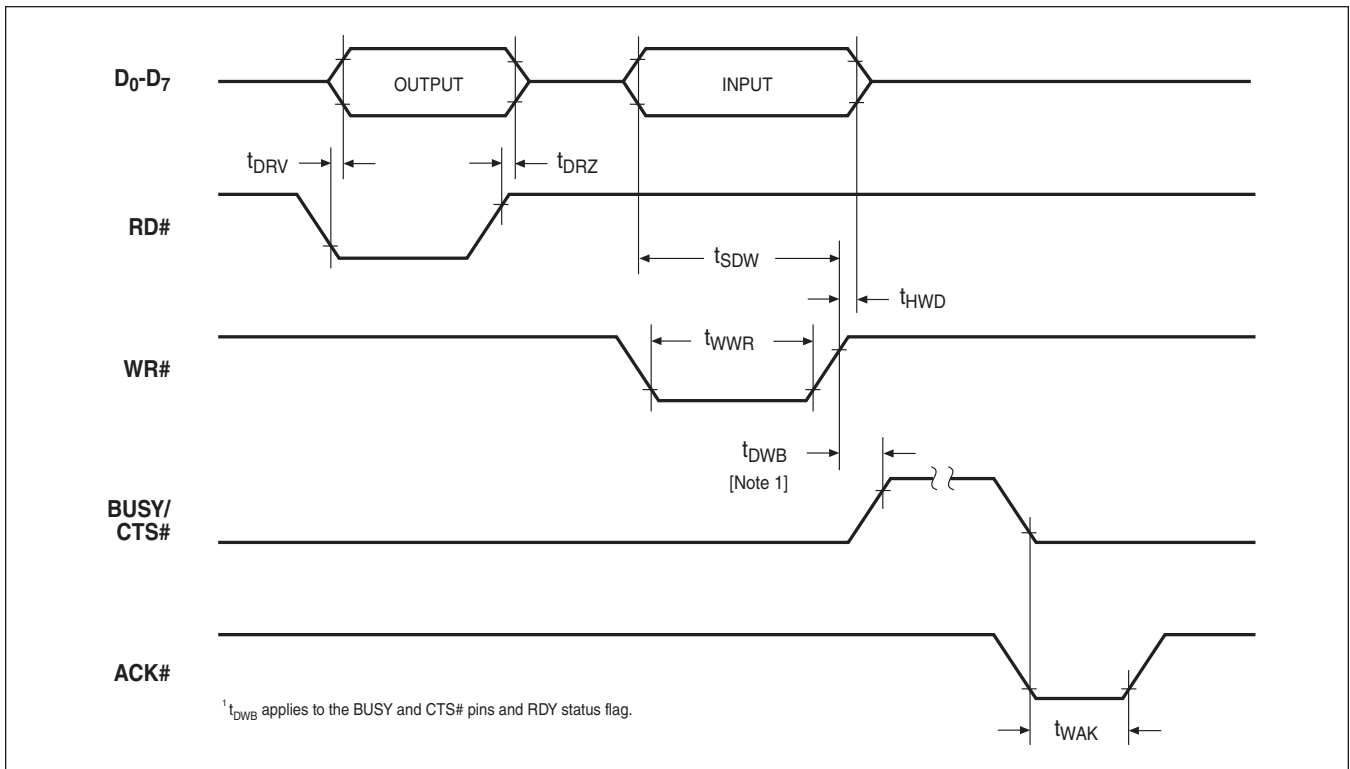 D0-D7
OUTPUT
INPUT
tDRV
tDRZ
RD#
tSDW
tHWD
tWWR
WR#
tDWB
[Note 1]
BUSY/
CTS#
ACK#
1 tDWB applies to the BUSY and CTS# pins and RDY status flag.
tWAK